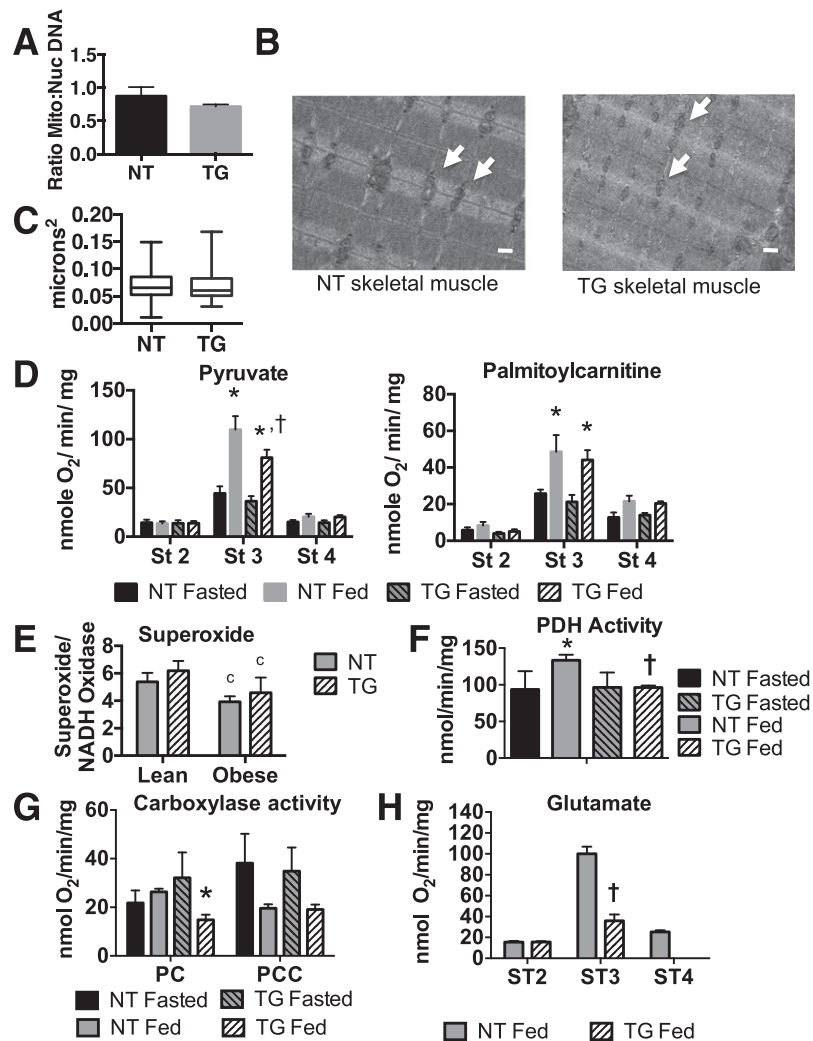 A
Ratio Mito:Nuc DNA
1.5
1.0
0.5
0.0
NT
TG
B
NT skeletal muscle
TG skeletal muscle
C
microns²
0.20
0.15
0.10
0.05
0.00
NT
TG
D
Pyruvate
nmole O₂/ min/ mg
150
100
50
0
*
*,†
St 2
St 3
St 4
Palmitoylcarnitine
nmole O₂/ min/ mg
80
60
40
20
0
*
*
St 2
St 3
St 4
NT Fasted
NT Fed
TG Fasted
TG Fed
E
Superoxide
Superoxide/
NADH Oxidase
8
6
4
2
0
c
c
Lean
Obese
NT
TG
F
PDH Activity
nmol/min/mg
150
100
50
0
*
†
NT Fasted
TG Fasted
NT Fed
TG Fed
G
Carboxylase activity
nmol O₂/min/mg
60
40
20
0
*
PC
PCC
NT Fasted
TG Fasted
NT Fed
TG Fed
H
Glutamate
nmol O₂/min/mg
140
120
100
80
60
40
20
0
†
ST2
ST3
ST4
NT Fed
TG Fed